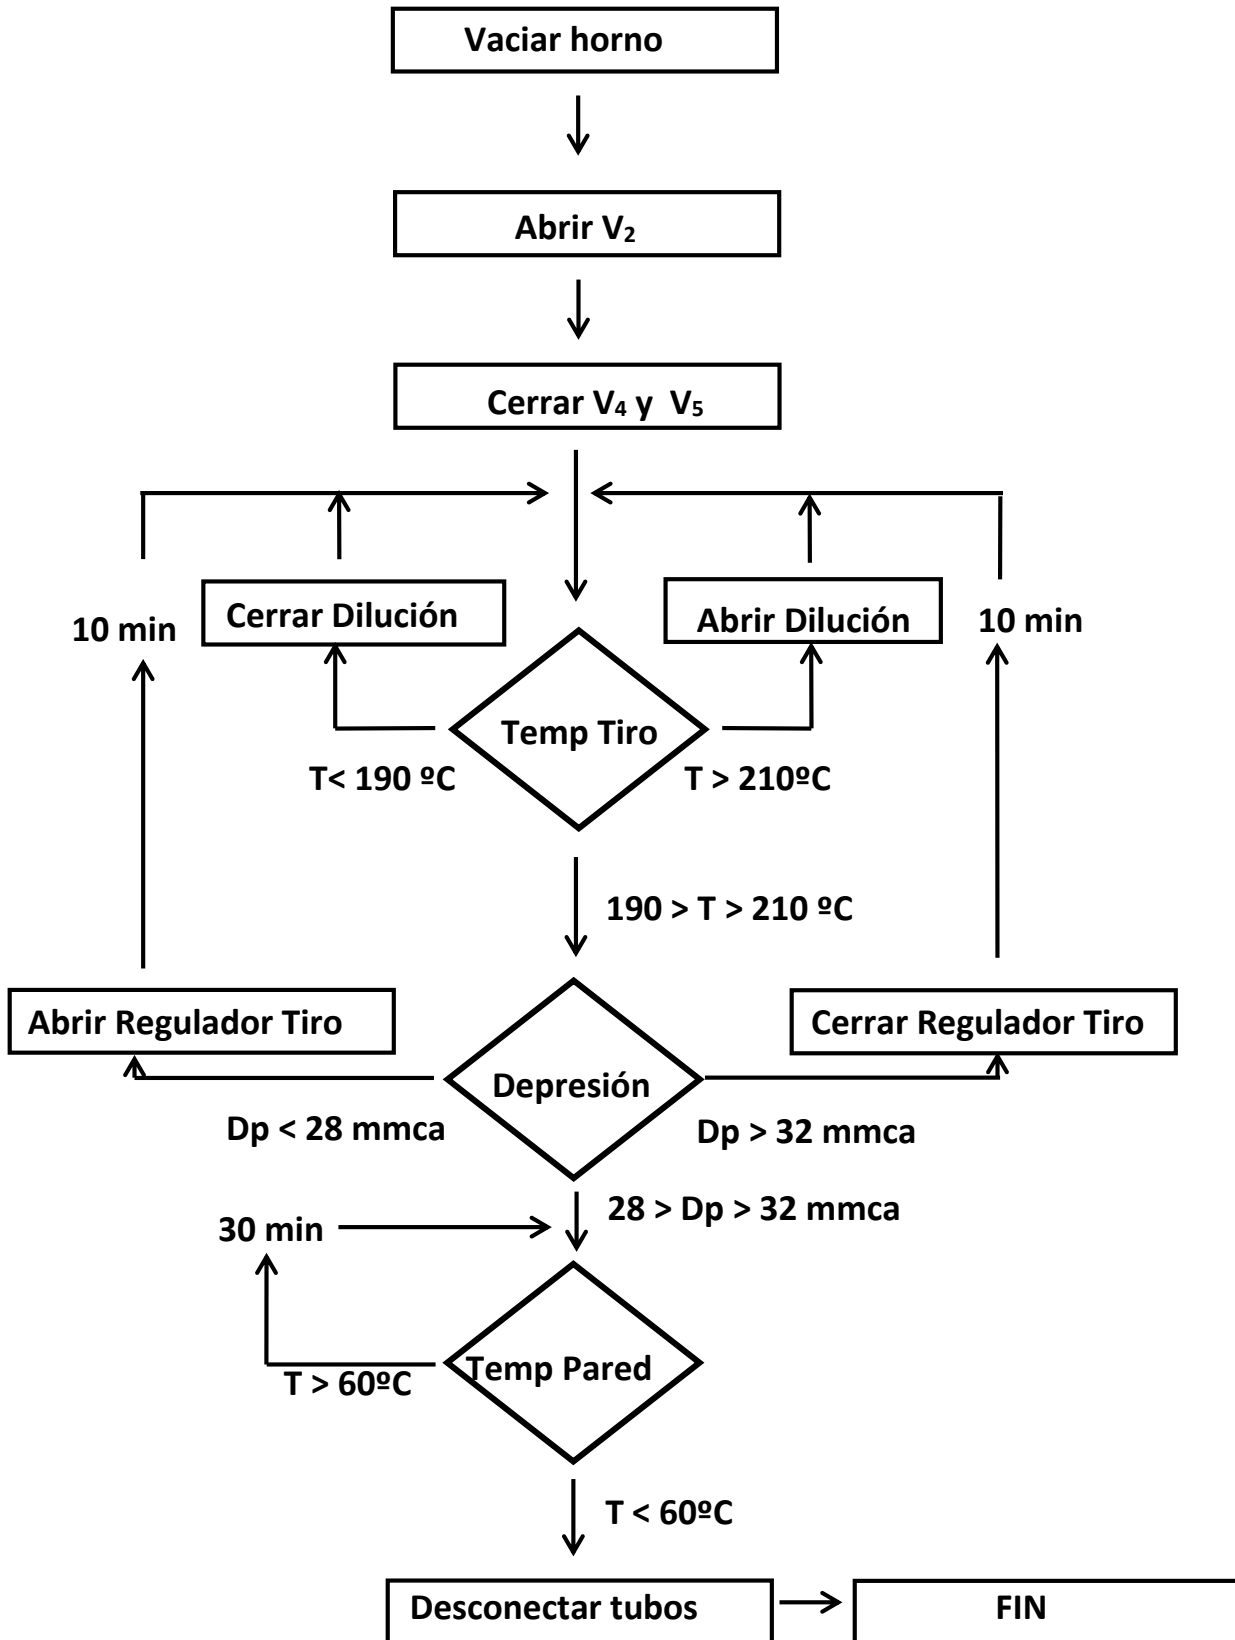 Vaciar horno
Abrir V₂
Cerrar V₄ y V₅
Cerrar Dilución
Abrir Dilución
10 min
10 min
Temp Tiro
T< 190 ºC
T > 210ºC
190 > T > 210 ºC
Abrir Regulador Tiro
Cerrar Regulador Tiro
Depresión
Dp < 28 mmca
Dp > 32 mmca
28 > Dp > 32 mmca
30 min
Temp Pared
T > 60ºC
T < 60ºC
Desconectar tubos
FIN